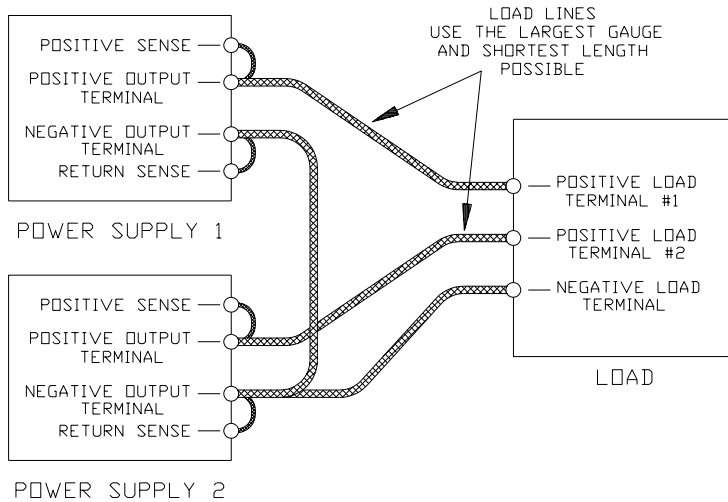 LOAD LINES
USE THE LARGEST GAUGE
AND SHORTEST LENGTH
POSSIBLE
POSITIVE SENSE
POSITIVE OUTPUT
TERMINAL
NEGATIVE OUTPUT
TERMINAL
RETURN SENSE
POWER SUPPLY 1
POSITIVE LOAD
TERMINAL #1
POSITIVE LOAD
TERMINAL #2
NEGATIVE LOAD
TERMINAL
LOAD
POSITIVE SENSE
POSITIVE OUTPUT
TERMINAL
NEGATIVE OUTPUT
TERMINAL
RETURN SENSE
POWER SUPPLY 2